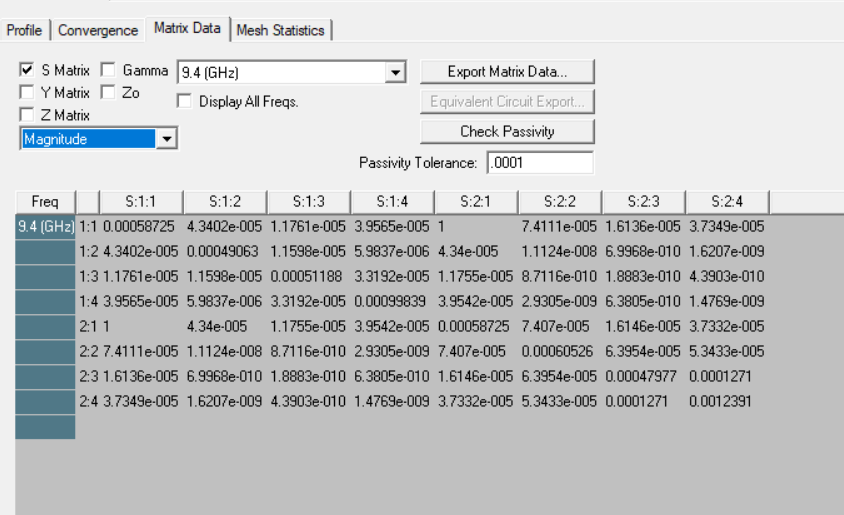 Profile Convergence Matrix Data Mesh Statistics
S Matrix Gamma 9.4 (GHz) Export Matrix Data...
Y Matrix Zo Display All Freqs. Equivalent Circuit Export...
Z Matrix Check Passivity
Magnitude
Passivity Tolerance: .0001
Freq S:1:1 S:1:2 S:1:3 S:1:4 S:2:1 S:2:2 S:2:3 S:2:4
9.4 (GHz) 1:1 0.00058725 4.3402e-005 1.1761e-005 3.9565e-005 1 7.4111e-005 1.6136e-005 3.7349e-005
1:2 4.3402e-005 0.00049063 1.1598e-005 5.9837e-006 4.34e-005 1.1124e-008 6.9968e-010 1.6207e-009
1:3 1.1761e-005 1.1598e-005 0.00051188 3.3192e-005 1.1755e-005 8.7116e-010 1.8883e-010 4.3903e-010
1:4 3.9565e-005 5.9837e-006 3.3192e-005 0.00099839 3.9542e-005 2.9305e-009 6.3805e-010 1.4769e-009
2:1 1 4.34e-005 1.1755e-005 3.9542e-005 0.00058725 7.407e-005 1.6146e-005 3.7332e-005
2:2 7.4111e-005 1.1124e-008 8.7116e-010 2.9305e-009 7.407e-005 0.00060526 6.3954e-005 5.3433e-005
2:3 1.6136e-005 6.9968e-010 1.8883e-010 6.3805e-010 1.6146e-005 6.3954e-005 0.00047977 0.0001271
2:4 3.7349e-005 1.6207e-009 4.3903e-010 1.4769e-009 3.7332e-005 5.3433e-005 0.0001271 0.0012391